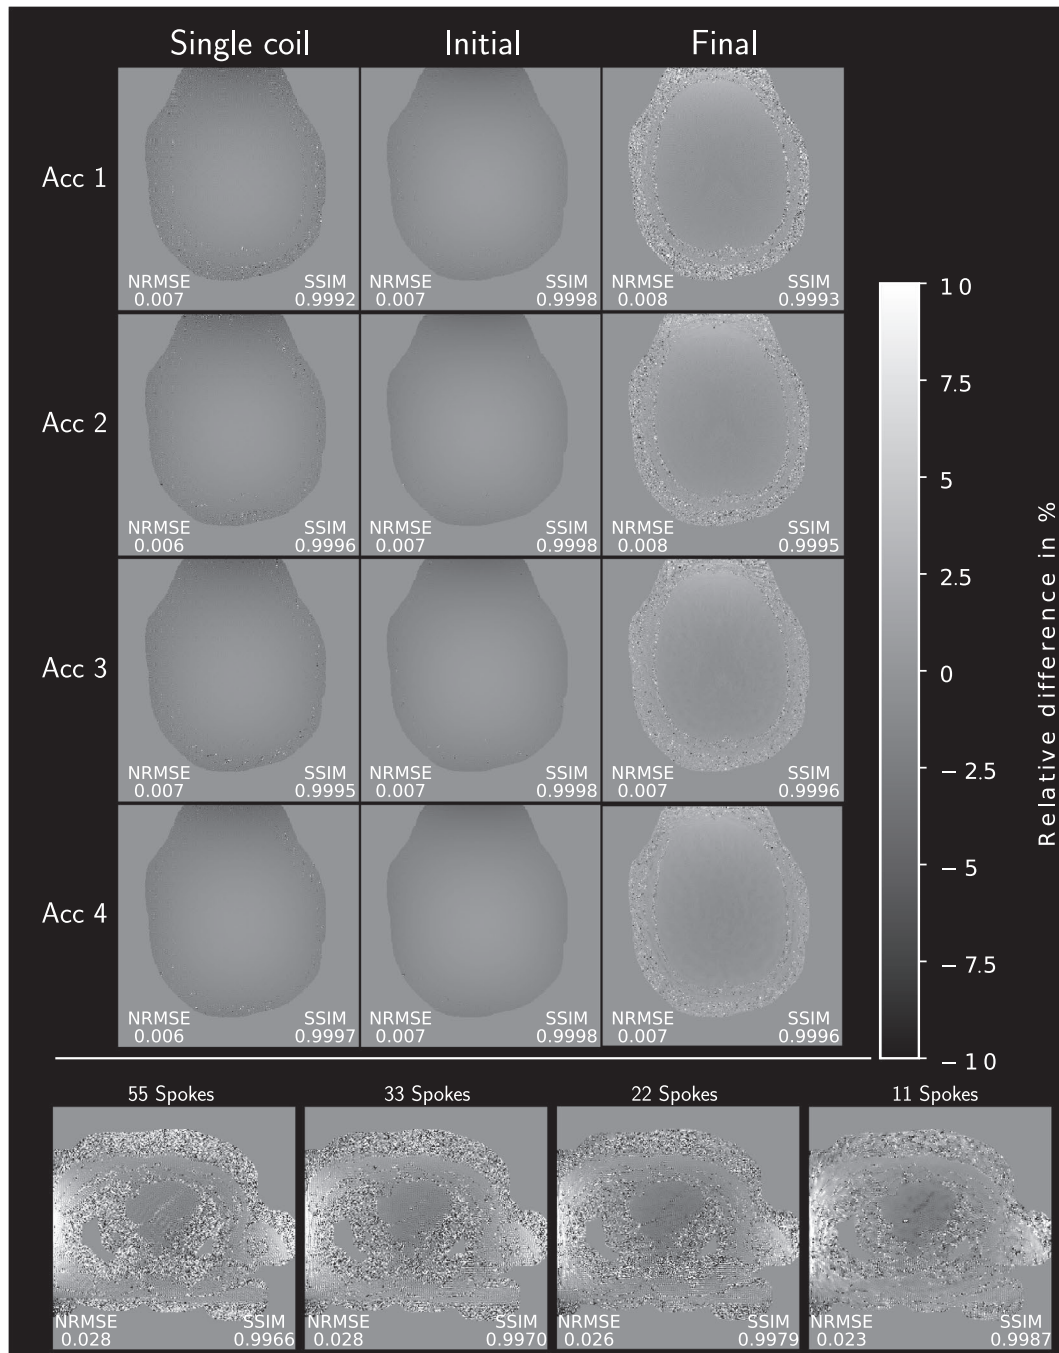 Single coil Initial Final
Acc 1
NRMSE SSIM NRMSE SSIM NRMSE SSIM
0.007 0.9992 0.007 0.9998 0.008 0.9993
Acc 2
NRMSE SSIM NRMSE SSIM NRMSE SSIM
0.006 0.9996 0.007 0.9998 0.008 0.9995
Acc 3
NRMSE SSIM NRMSE SSIM NRMSE SSIM
0.007 0.9995 0.007 0.9998 0.007 0.9996
Acc 4
NRMSE SSIM NRMSE SSIM NRMSE SSIM
0.006 0.9997 0.007 0.9998 0.007 0.9996
10
7.5
5
2.5
0
−2.5
−5
−7.5
−10
Relative difference in %
55 Spokes 33 Spokes 22 Spokes 11 Spokes
NRMSE SSIM NRMSE SSIM NRMSE SSIM NRMSE SSIM
0.028 0.9966 0.028 0.9970 0.026 0.9979 0.023 0.9987